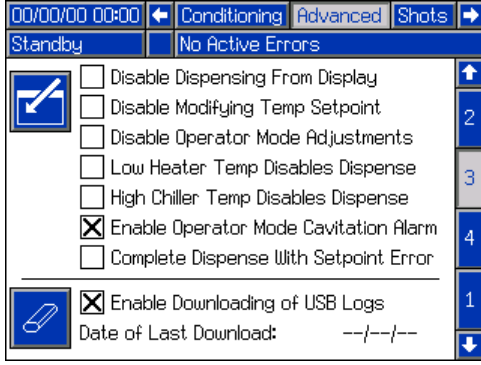 00/00/00 00:00 Conditioning Advanced Shots
Standby No Active Errors
Disable Dispensing From Display
Disable Modifying Temp Setpoint
2
Disable Operator Mode Adjustments
Low Heater Temp Disables Dispense
3
High Chiller Temp Disables Dispense
Enable Operator Mode Cavitation Alarm
4
Complete Dispense With Setpoint Error
Enable Downloading of USB Logs
1
Date of Last Download: --/--/--